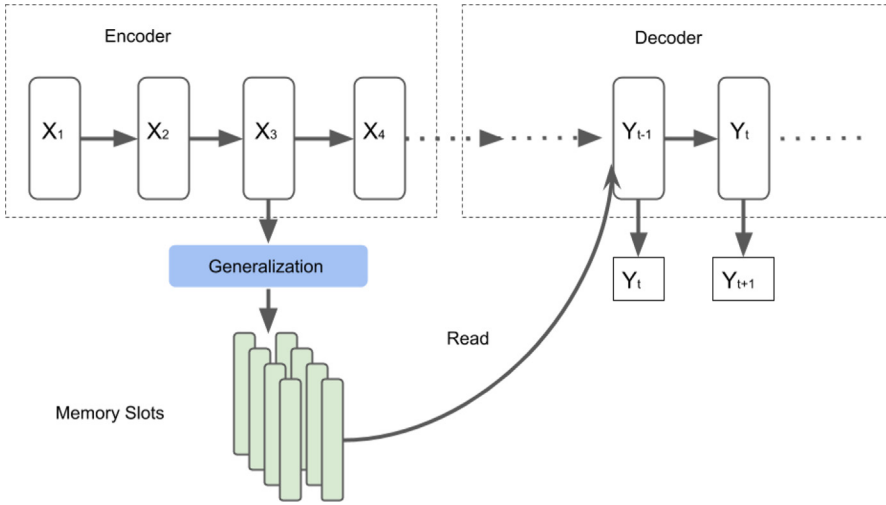 Encoder
Decoder
X1
X2
X3
X4
Yt-1
Yt
Generalization
Yt
Yt+1
Read
Memory Slots